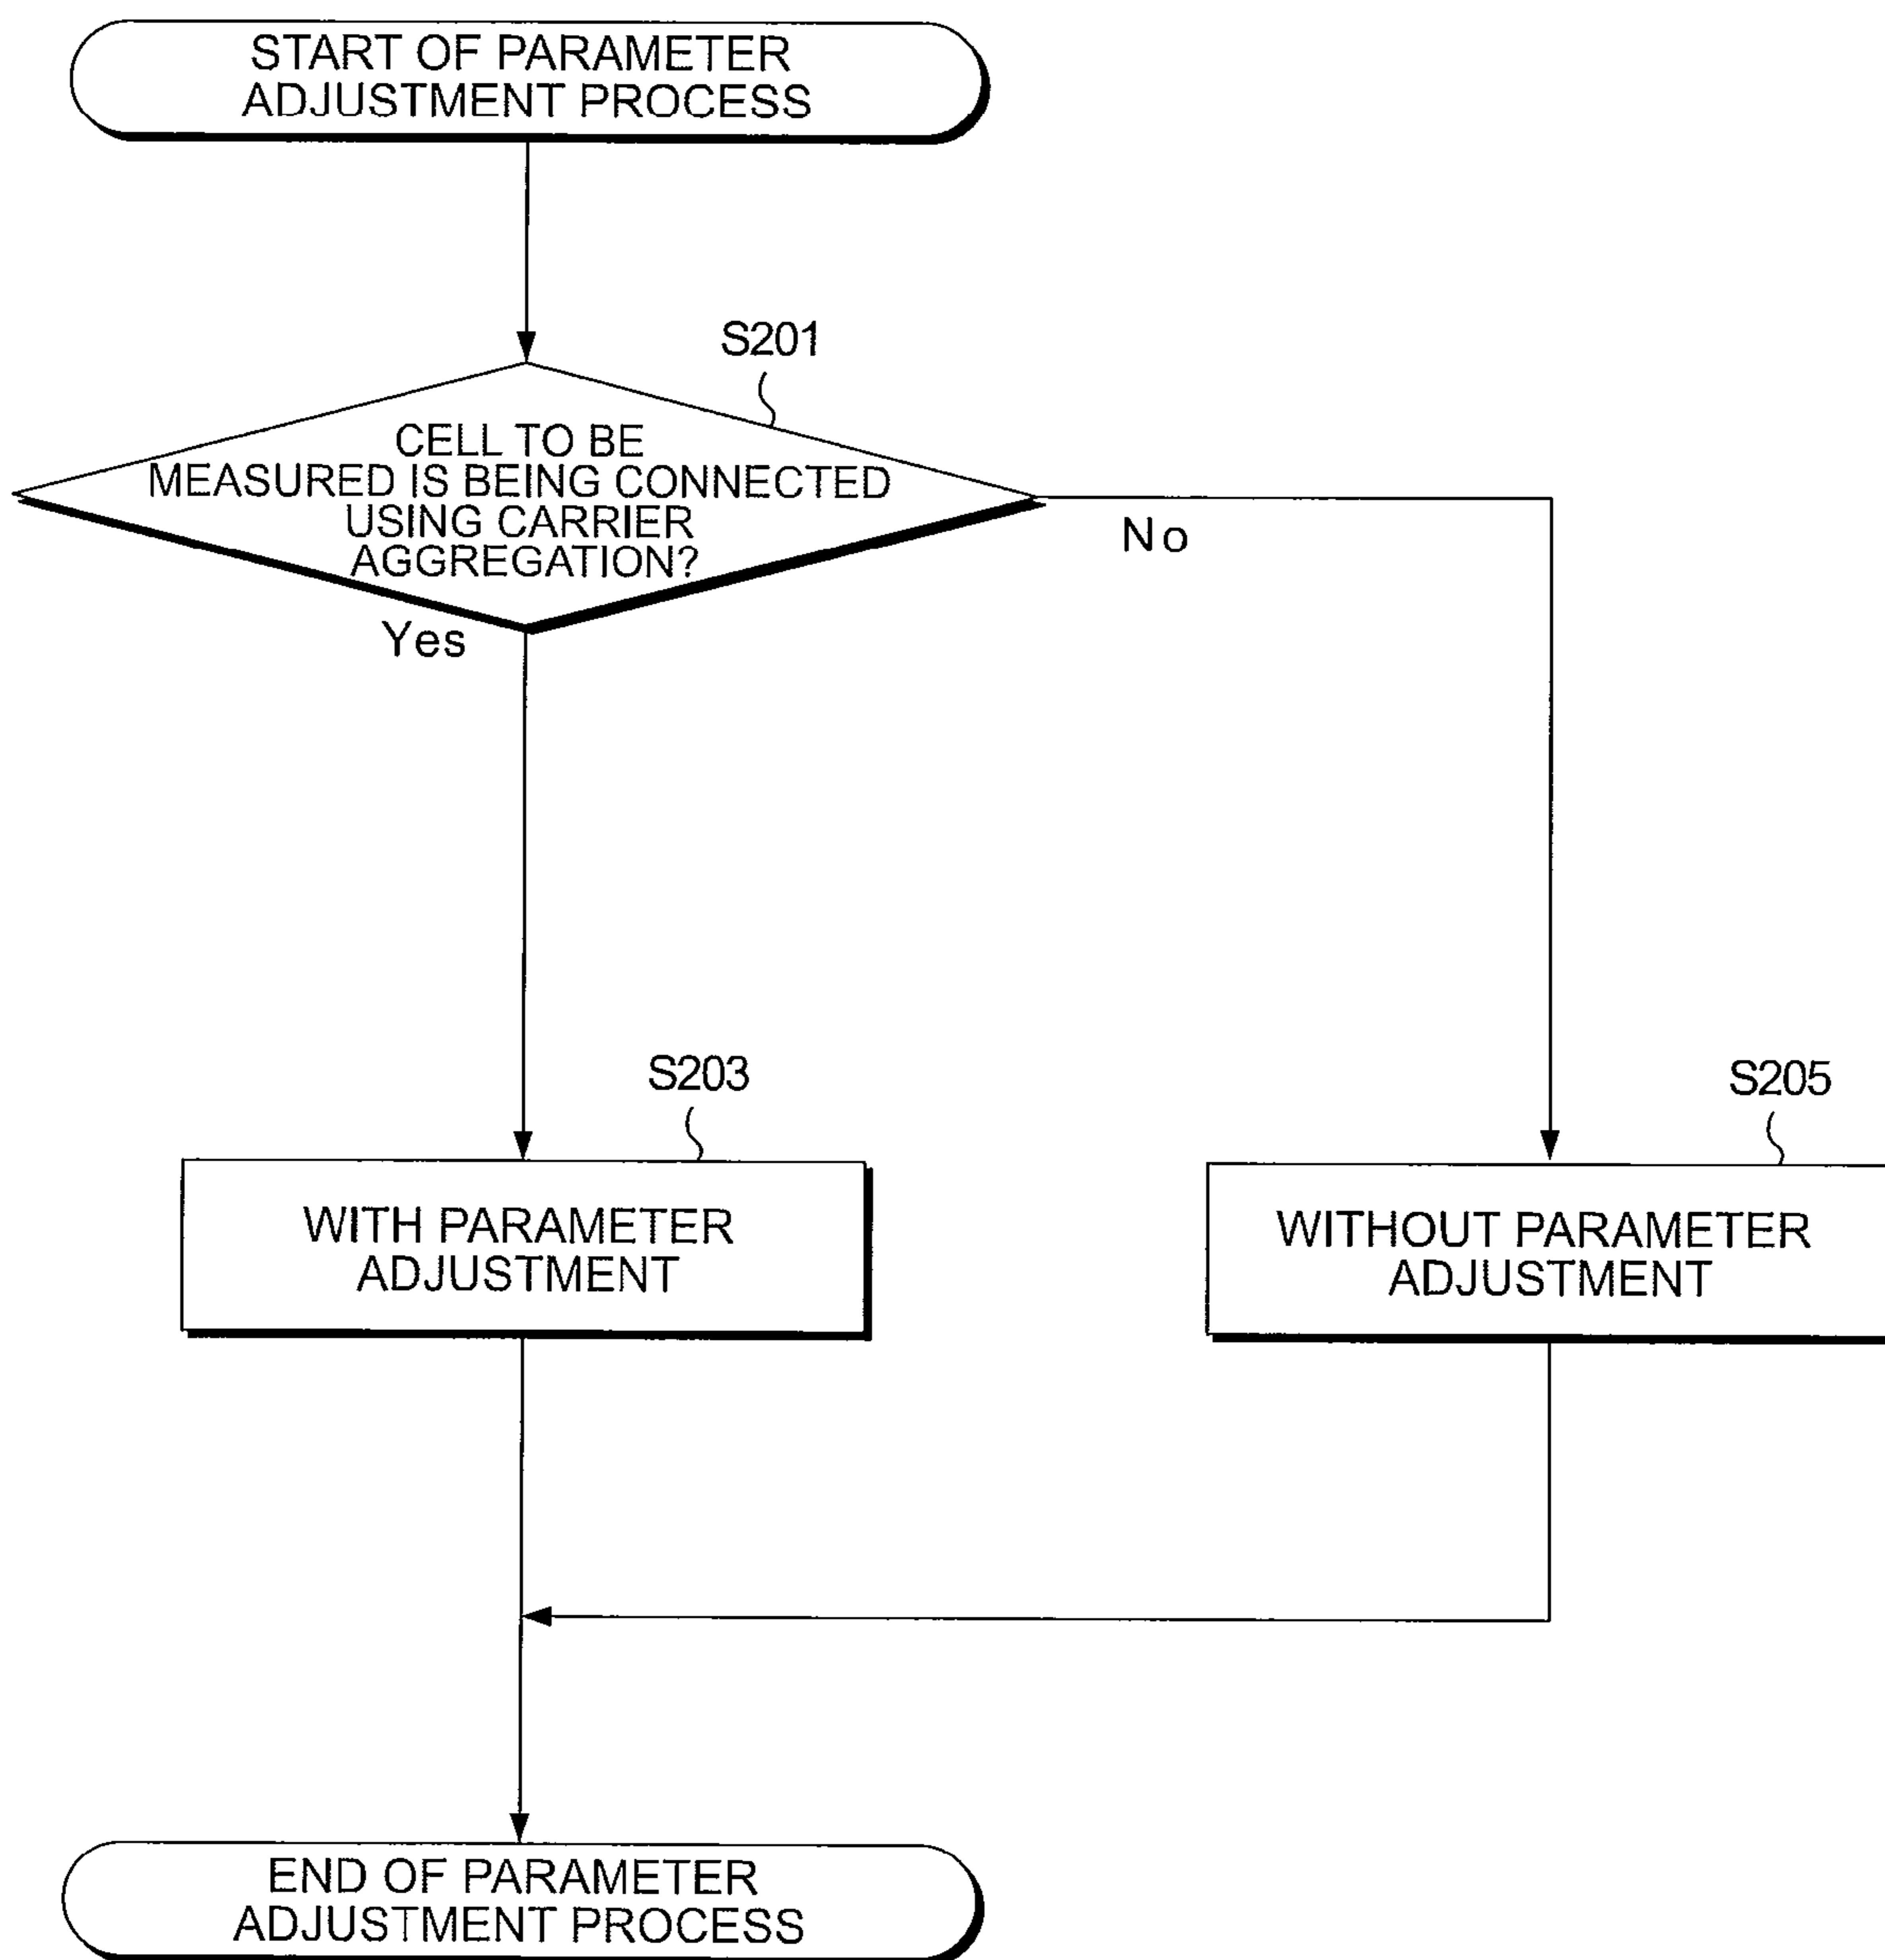 START OF PARAMETER
ADJUSTMENT PROCESS
S201
CELL TO BE
MEASURED IS BEING CONNECTED
USING CARRIER
AGGREGATION?
No
Yes
S203
S205
WITH PARAMETER
ADJUSTMENT
WITHOUT PARAMETER
ADJUSTMENT
END OF PARAMETER
ADJUSTMENT PROCESS